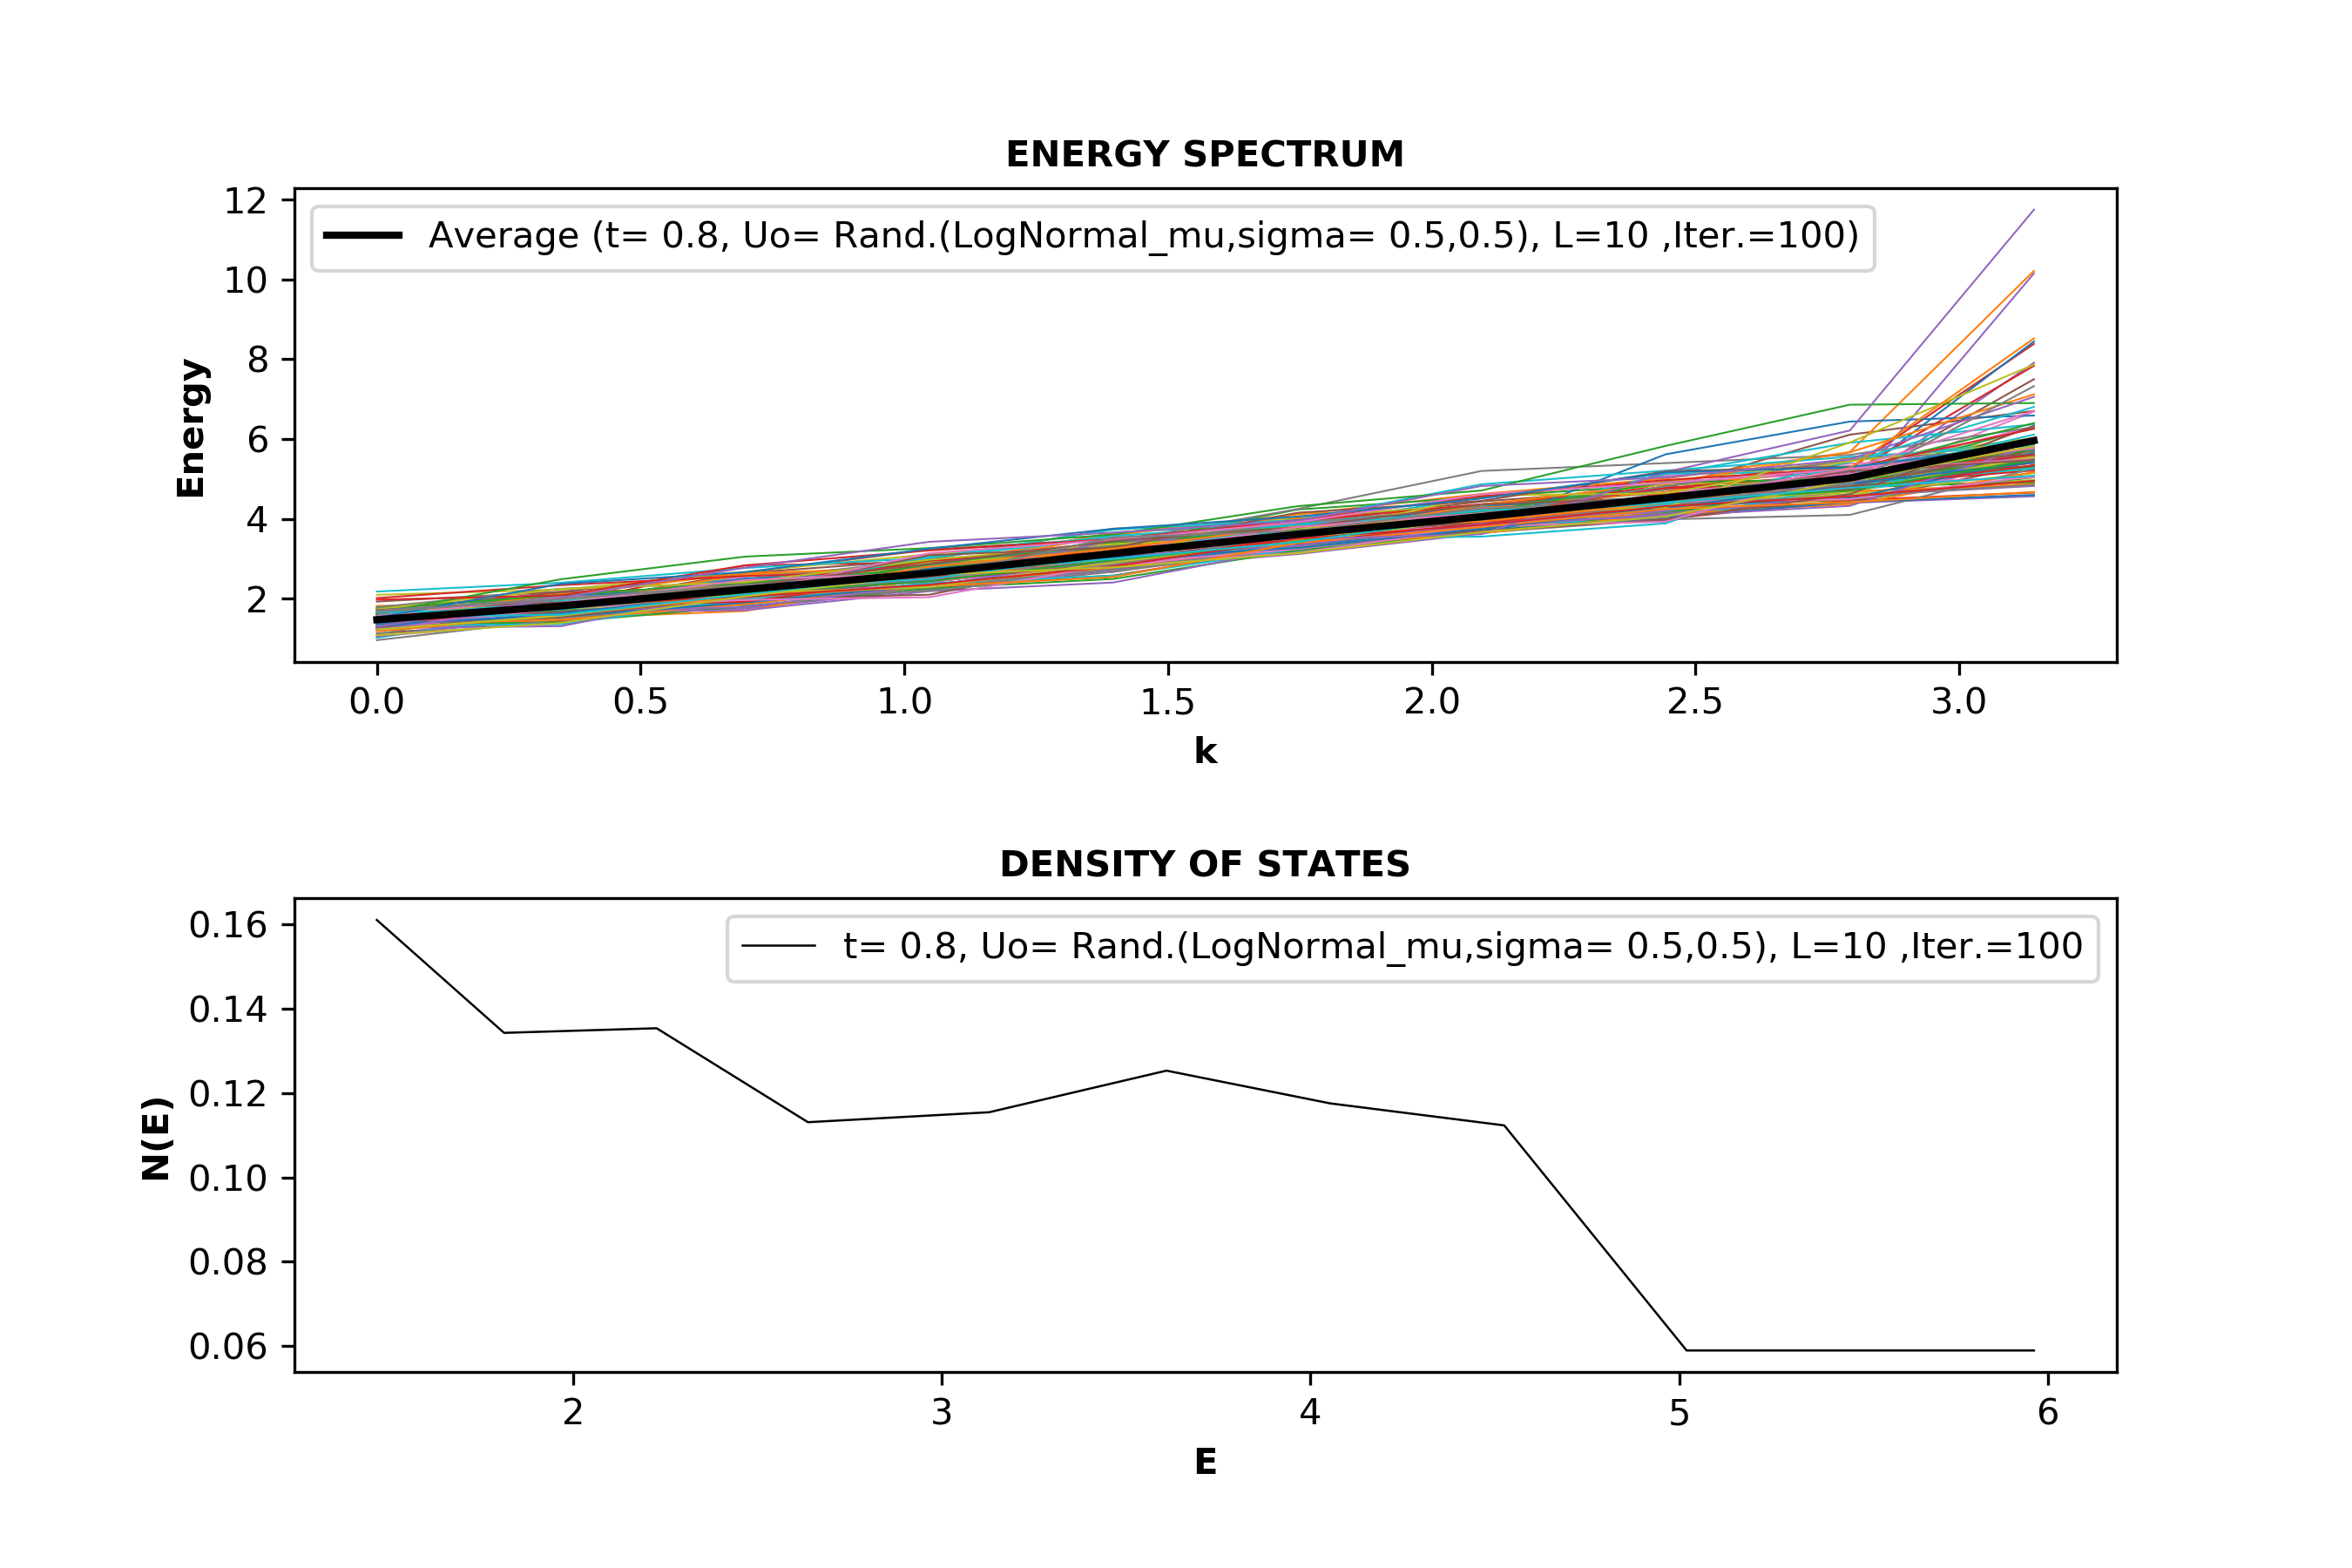 ENERGY SPECTRUM
12
10
8
6
4
2
Energy
Average (t= 0.8, Uo= Rand.(LogNormal_mu,sigma= 0.5,0.5), L=10 ,Iter.=100)
0.0 0.5 1.0 1.5 2.0 2.5 3.0
k
DENSITY OF STATES
0.16
0.14
0.12
0.10
0.08
0.06
N(E)
t= 0.8, Uo= Rand.(LogNormal_mu,sigma= 0.5,0.5), L=10 ,Iter.=100
2 3 4 5 6
E